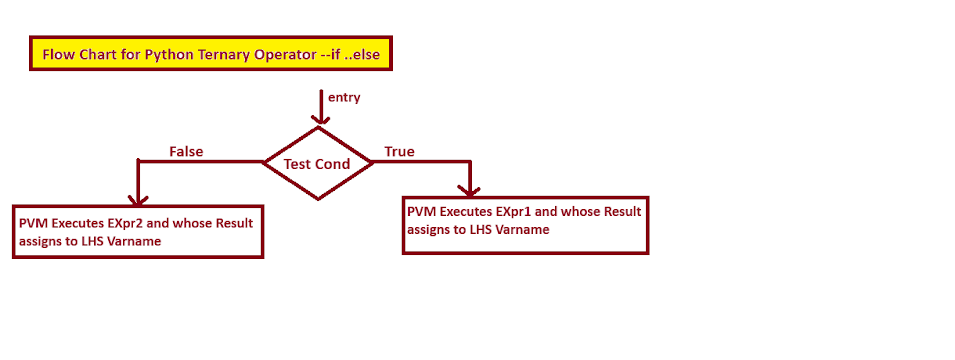 Flow Chart for Python Ternary Operator --if ..else
entry
False
True
Test Cond
PVM Executes EXpr2 and whose Result
assigns to LHS Varname
PVM Executes EXpr1 and whose Result
assigns to LHS Varname